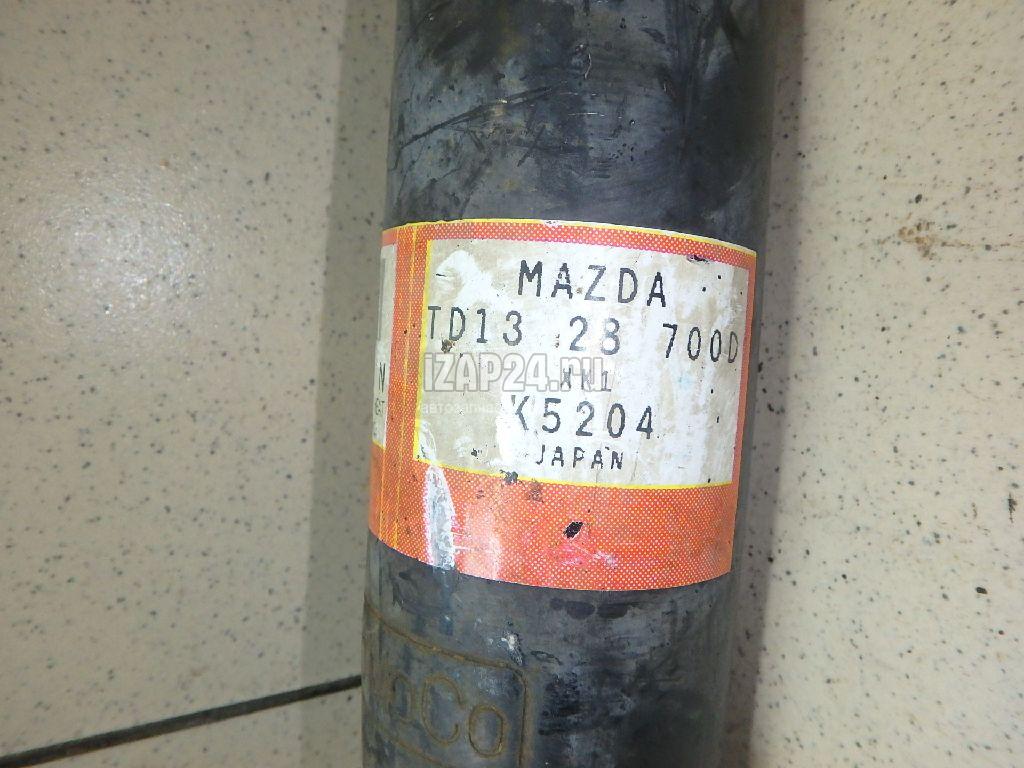 MAZDA
TD13 28 700D
IZAP24.ru
K5204
JAPAN